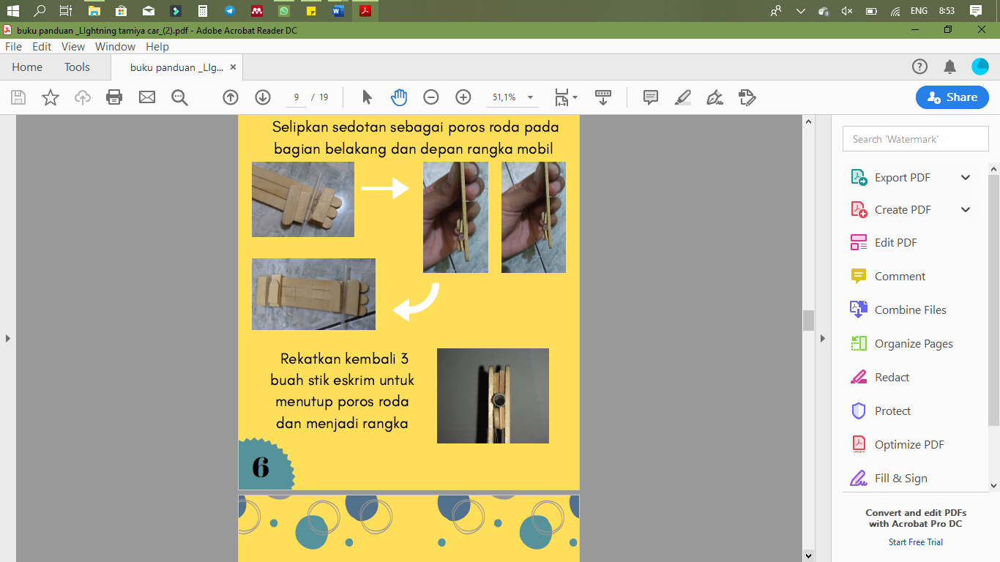 ENG 8:53
buku panduan _LIghtning tamiya car_(2).pdf - Adobe Acrobat Reader DC
File Edit View Window Help
Home Tools buku panduan _LIg...
9 / 19 51,1% Share
Selipkan sedotan sebagai poros roda pada
bagian belakang dan depan rangka mobil
Rekatkan kembali 3
buah stik eskrim untuk
menutup poros roda
dan menjadi rangka
6
Search 'Watermark'
Export PDF
Create PDF
Edit PDF
Comment
Combine Files
Organize Pages
Redact
Protect
Optimize PDF
Fill & Sign
Convert and edit PDFs
with Acrobat Pro DC
Start Free Trial